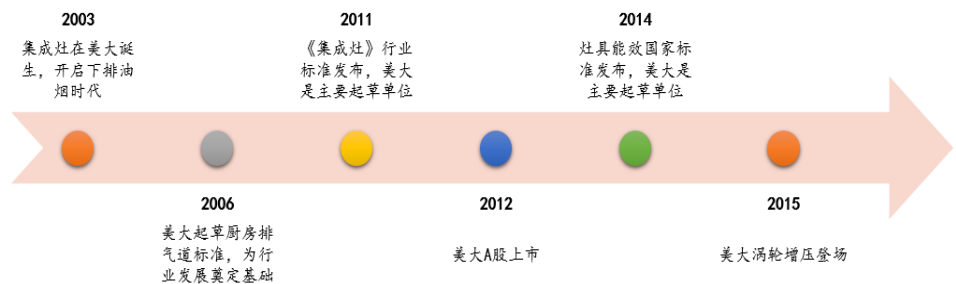 2003
集成灶在美大诞
生，开启下排油
烟时代
2011
《集成灶》行业
标准发布，美大
是主要起草单位
2014
灶具能效国家标
准发布，美大是
主要起草单位
2006
美大起草厨房排
气道标准，为行
业发展奠定基础
2012
美大A股上市
2015
美大涡轮增压登场